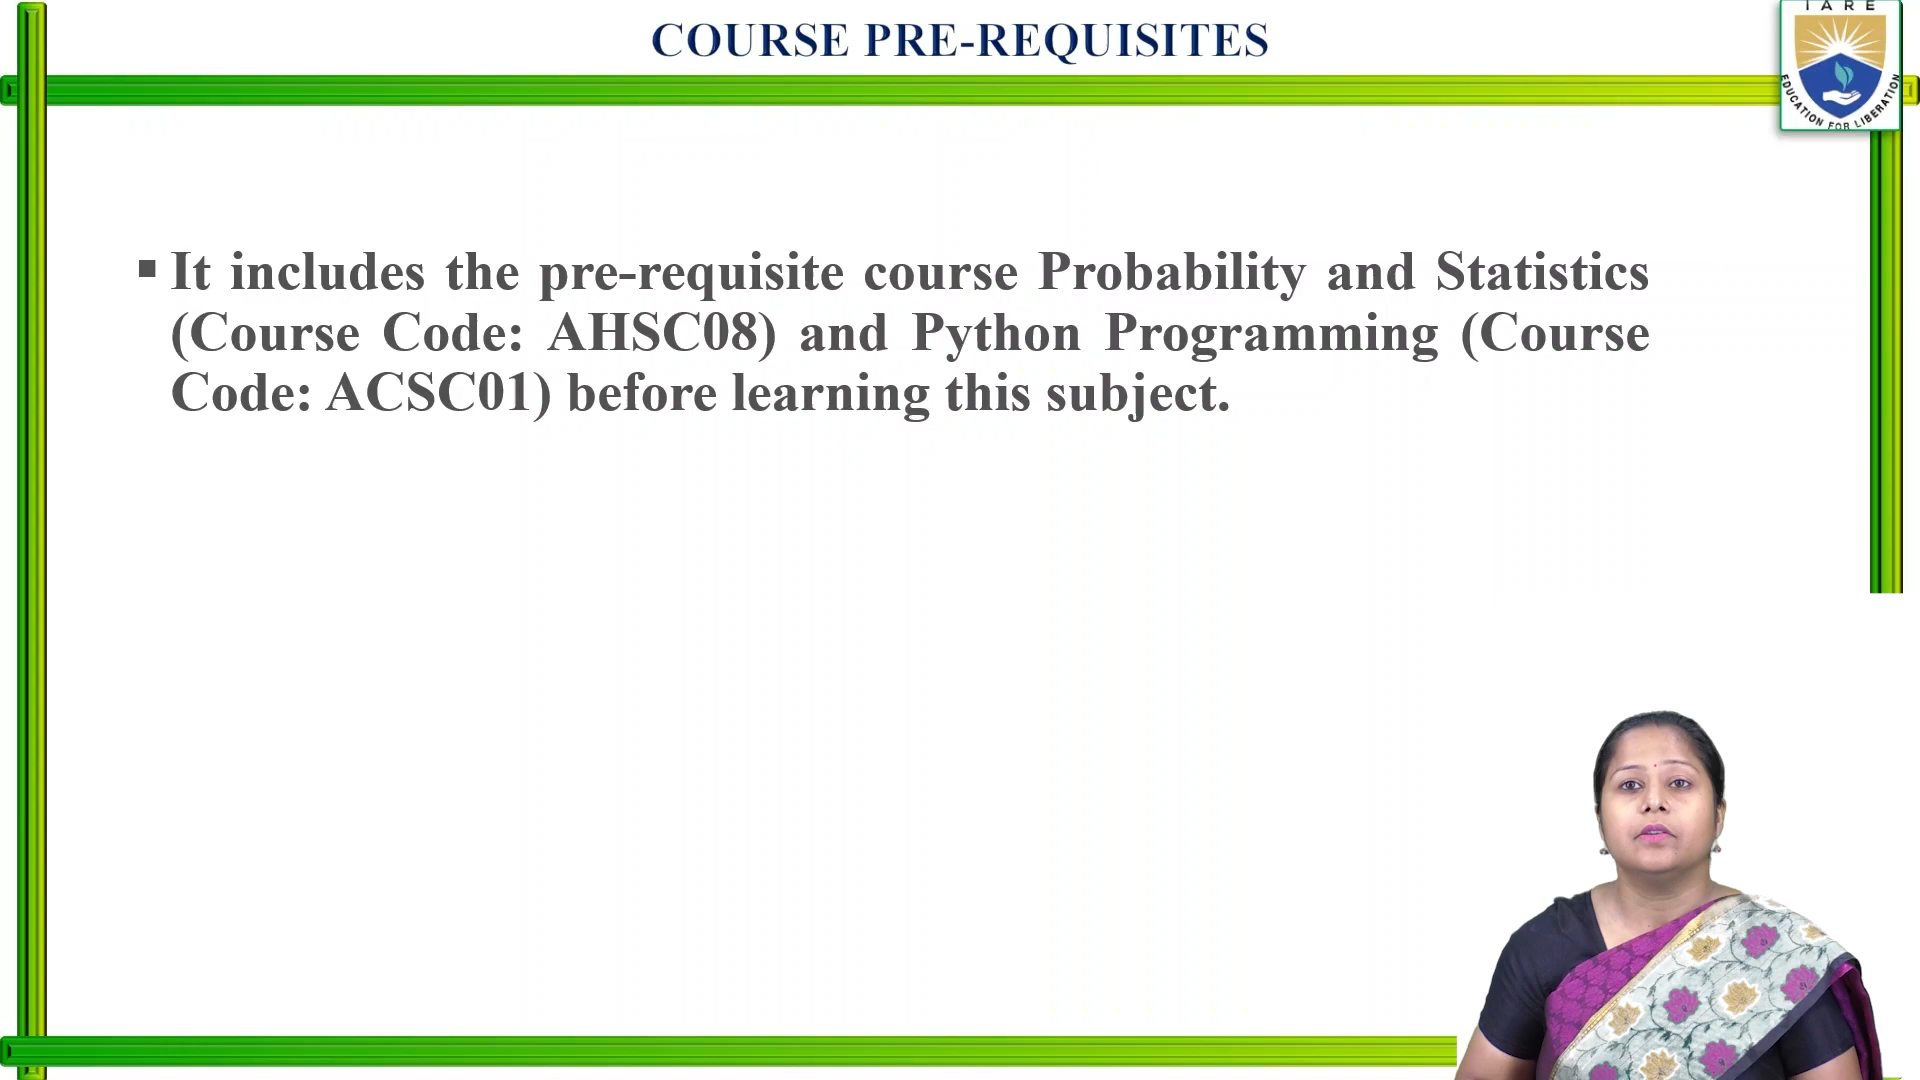 COURSE PRE-REQUISITES
IARE
EDUCATION FOR LIBERATION
▪ It includes the pre-requisite course Probability and Statistics
(Course Code: AHSC08) and Python Programming (Course
Code: ACSC01) before learning this subject.